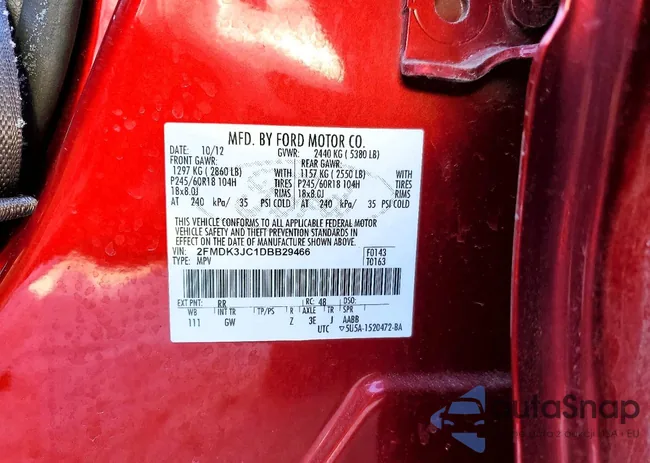 MFD. BY FORD MOTOR CO.
DATE: 10/12 GVWR: 2440 KG ( 5380 LB)
FRONT GAWR: REAR GAWR:
1297 KG ( 2860 LB) WITH 1157 KG ( 2550 LB) WITH
P245/60R18 104H TIRES P245/60R18 104H TIRES
18x8.0J RIMS 18x8.0J RIMS
AT 240 kPa/ 35 PSI COLD AT 240 kPa/ 35 PSI COLD
THIS VEHICLE CONFORMS TO ALL APPLICABLE FEDERAL MOTOR
VEHICLE SAFETY AND THEFT PREVENTION STANDARDS IN
EFFECT ON THE DATE OF MANUFACTURE SHOWN ABOVE.
VIN: 2FMDK3JC1DBB29466 F0143
TYPE: MPV T0163
EXT PNT: RR RC: 48 DSO:
WB INT TR TP/PS R AXLE TR SPR
111 GW Z 3E J AABB
UTC ▽5U5A-1520472-BA
autaSnap